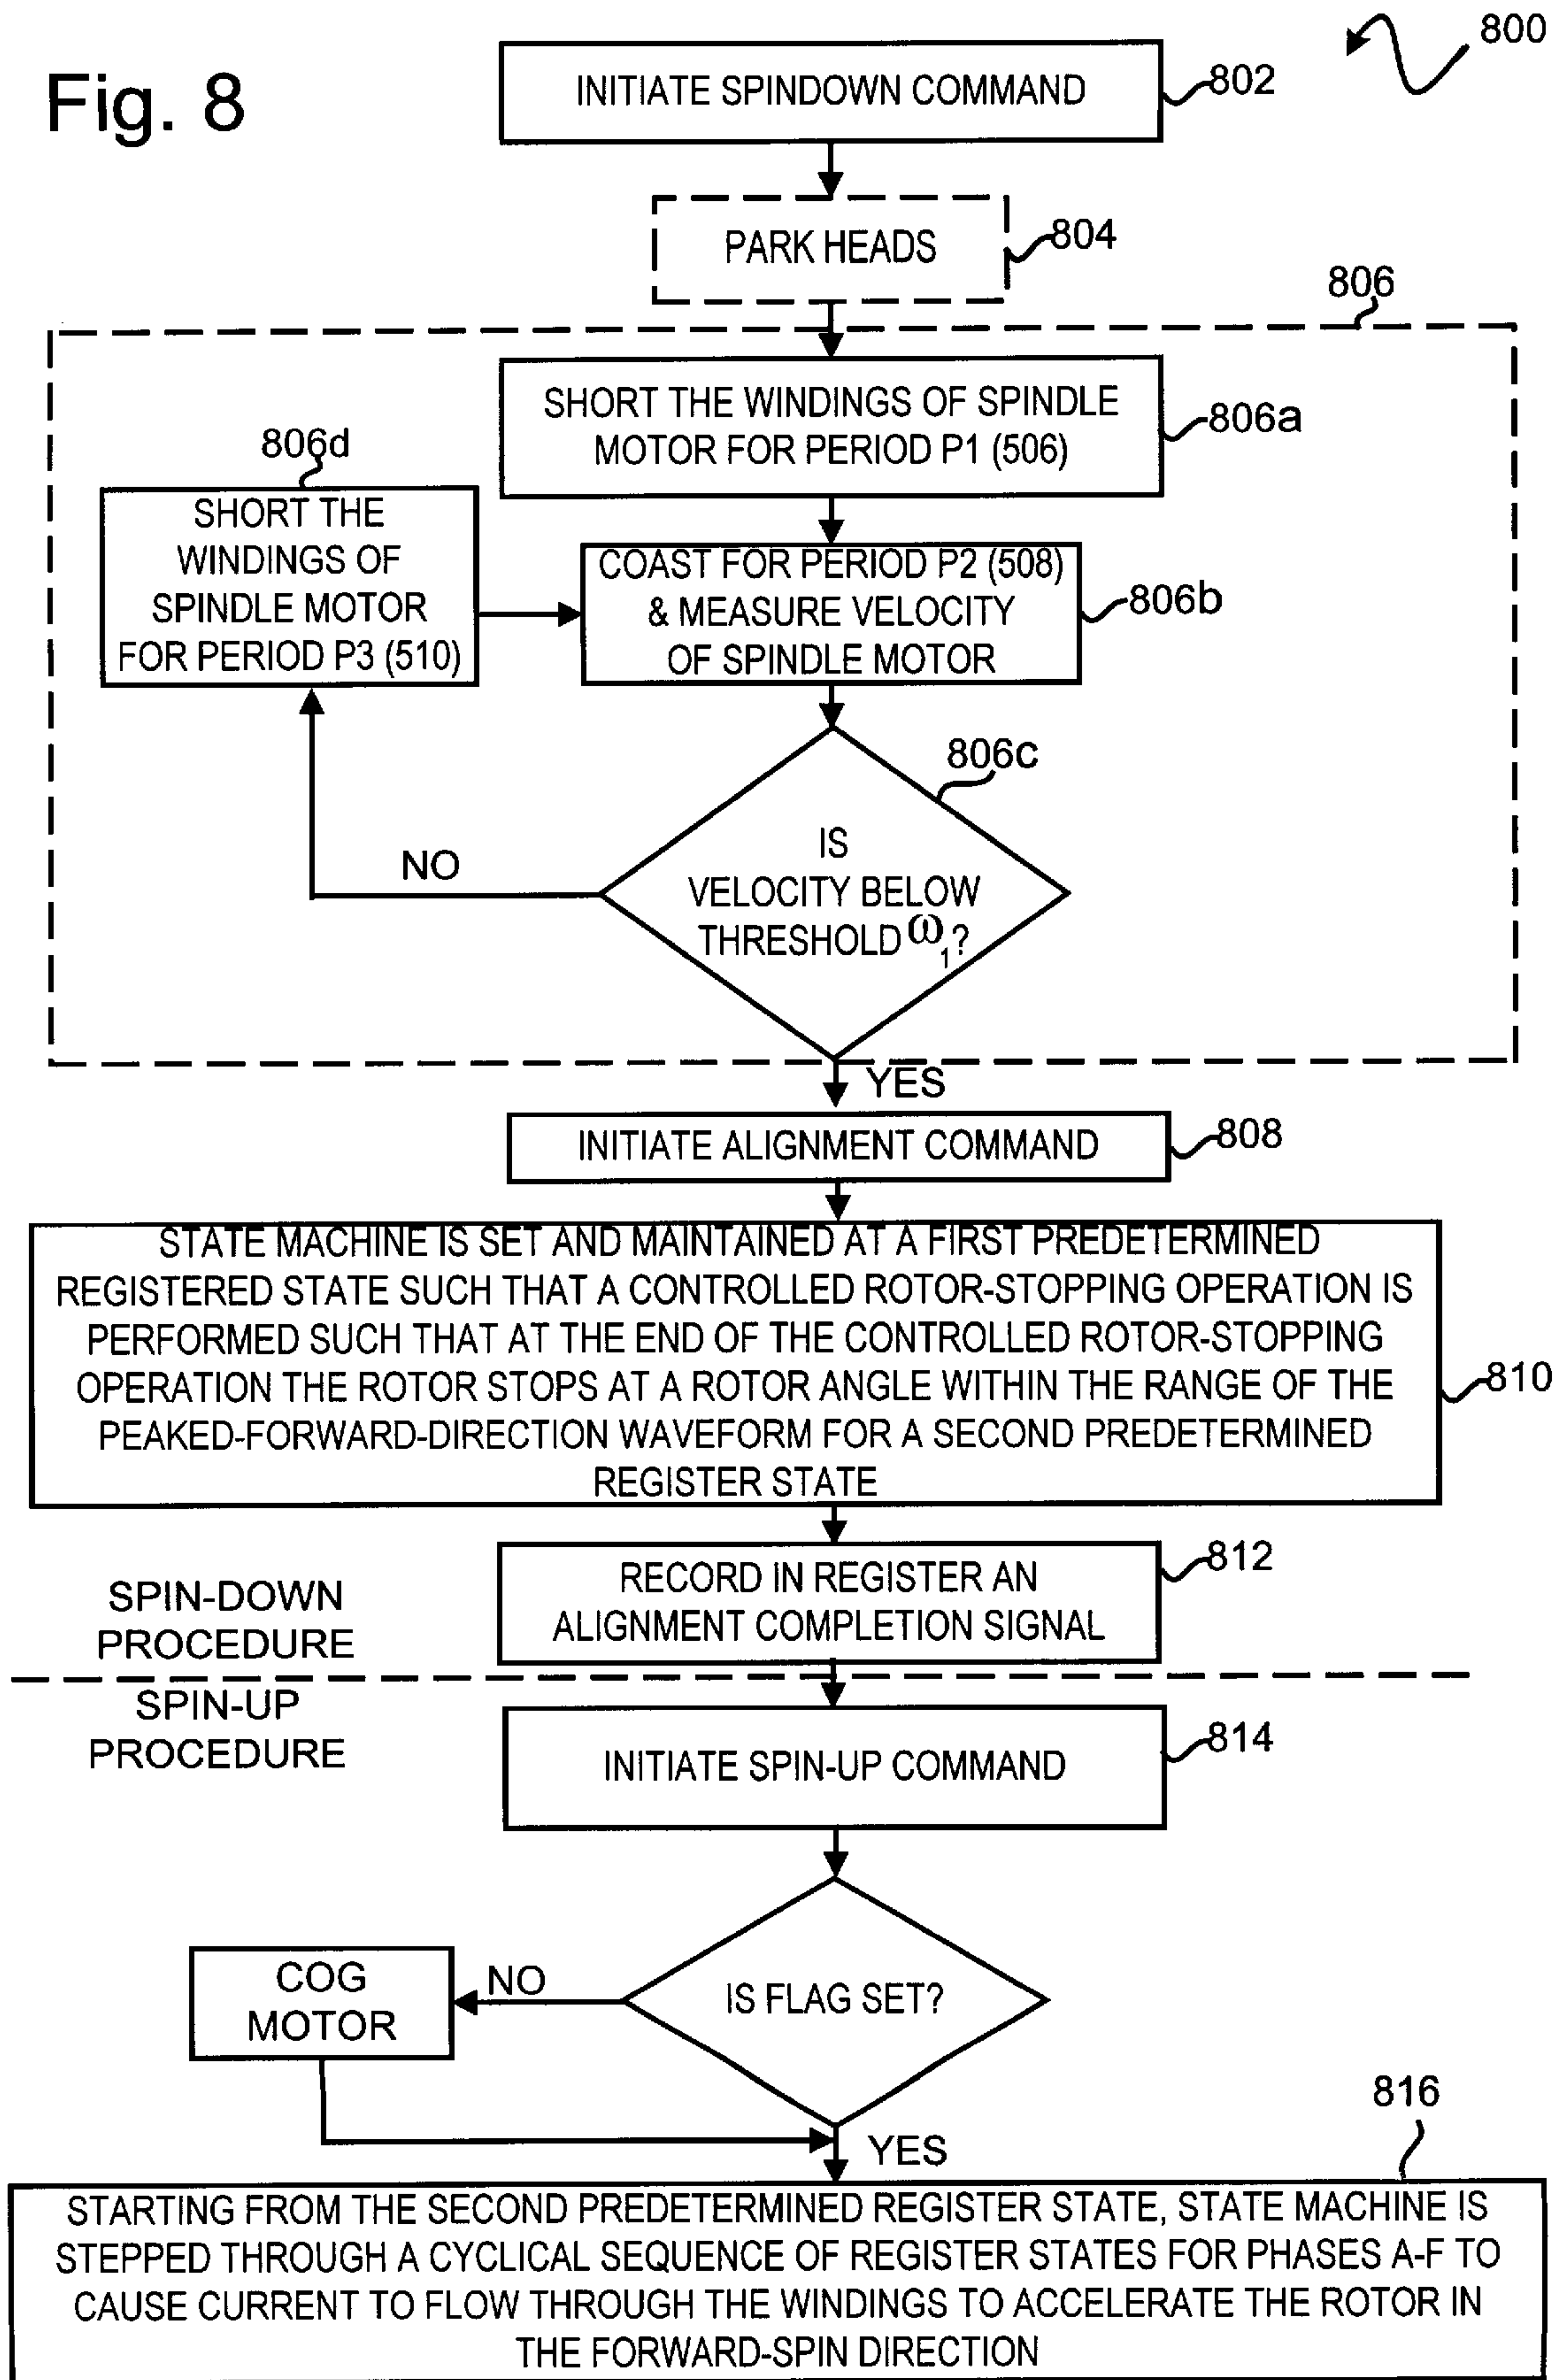 800
Fig. 8
INITIATE SPINDOWN COMMAND
802
PARK HEADS
804
806
SHORT THE WINDINGS OF SPINDLE
MOTOR FOR PERIOD P1 (506)
806a
806d
SHORT THE
WINDINGS OF
SPINDLE MOTOR
FOR PERIOD P3 (510)
COAST FOR PERIOD P2 (508)
& MEASURE VELOCITY
OF SPINDLE MOTOR
806b
806c
IS
VELOCITY BELOW
THRESHOLD ω1?
NO
YES
INITIATE ALIGNMENT COMMAND
808
STATE MACHINE IS SET AND MAINTAINED AT A FIRST PREDETERMINED
REGISTERED STATE SUCH THAT A CONTROLLED ROTOR-STOPPING OPERATION IS
PERFORMED SUCH THAT AT THE END OF THE CONTROLLED ROTOR-STOPPING
OPERATION THE ROTOR STOPS AT A ROTOR ANGLE WITHIN THE RANGE OF THE
PEAKED-FORWARD-DIRECTION WAVEFORM FOR A SECOND PREDETERMINED
REGISTER STATE
810
RECORD IN REGISTER AN
ALIGNMENT COMPLETION SIGNAL
812
SPIN-DOWN
PROCEDURE
SPIN-UP
PROCEDURE
INITIATE SPIN-UP COMMAND
814
IS FLAG SET?
NO
COG
MOTOR
YES
816
STARTING FROM THE SECOND PREDETERMINED REGISTER STATE, STATE MACHINE IS
STEPPED THROUGH A CYCLICAL SEQUENCE OF REGISTER STATES FOR PHASES A-F TO
CAUSE CURRENT TO FLOW THROUGH THE WINDINGS TO ACCELERATE THE ROTOR IN
THE FORWARD-SPIN DIRECTION